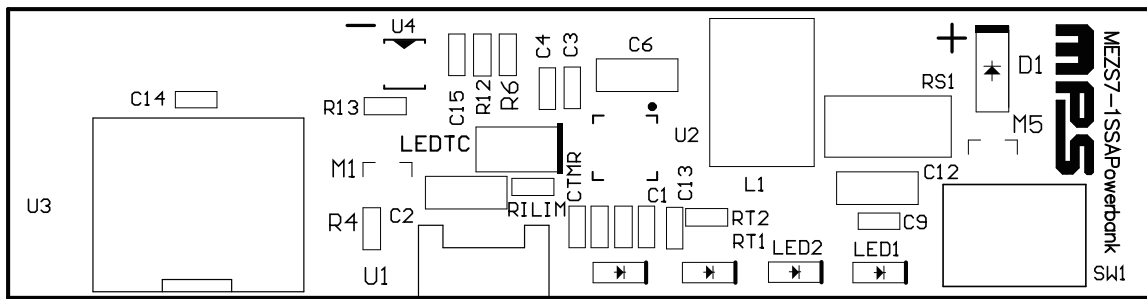 U3
C14
−
U4
R13
M1
R4
C2
U1
C15
R12
R6
C4
C3
C6
LEDTC
RILIM
CTMR
C1
C13
U2
RT2
RT1
L1
LED2
LED1
RS1
C12
C9
+
D1
M5
SW1
mps
MEZS7-1SSAPowerbank